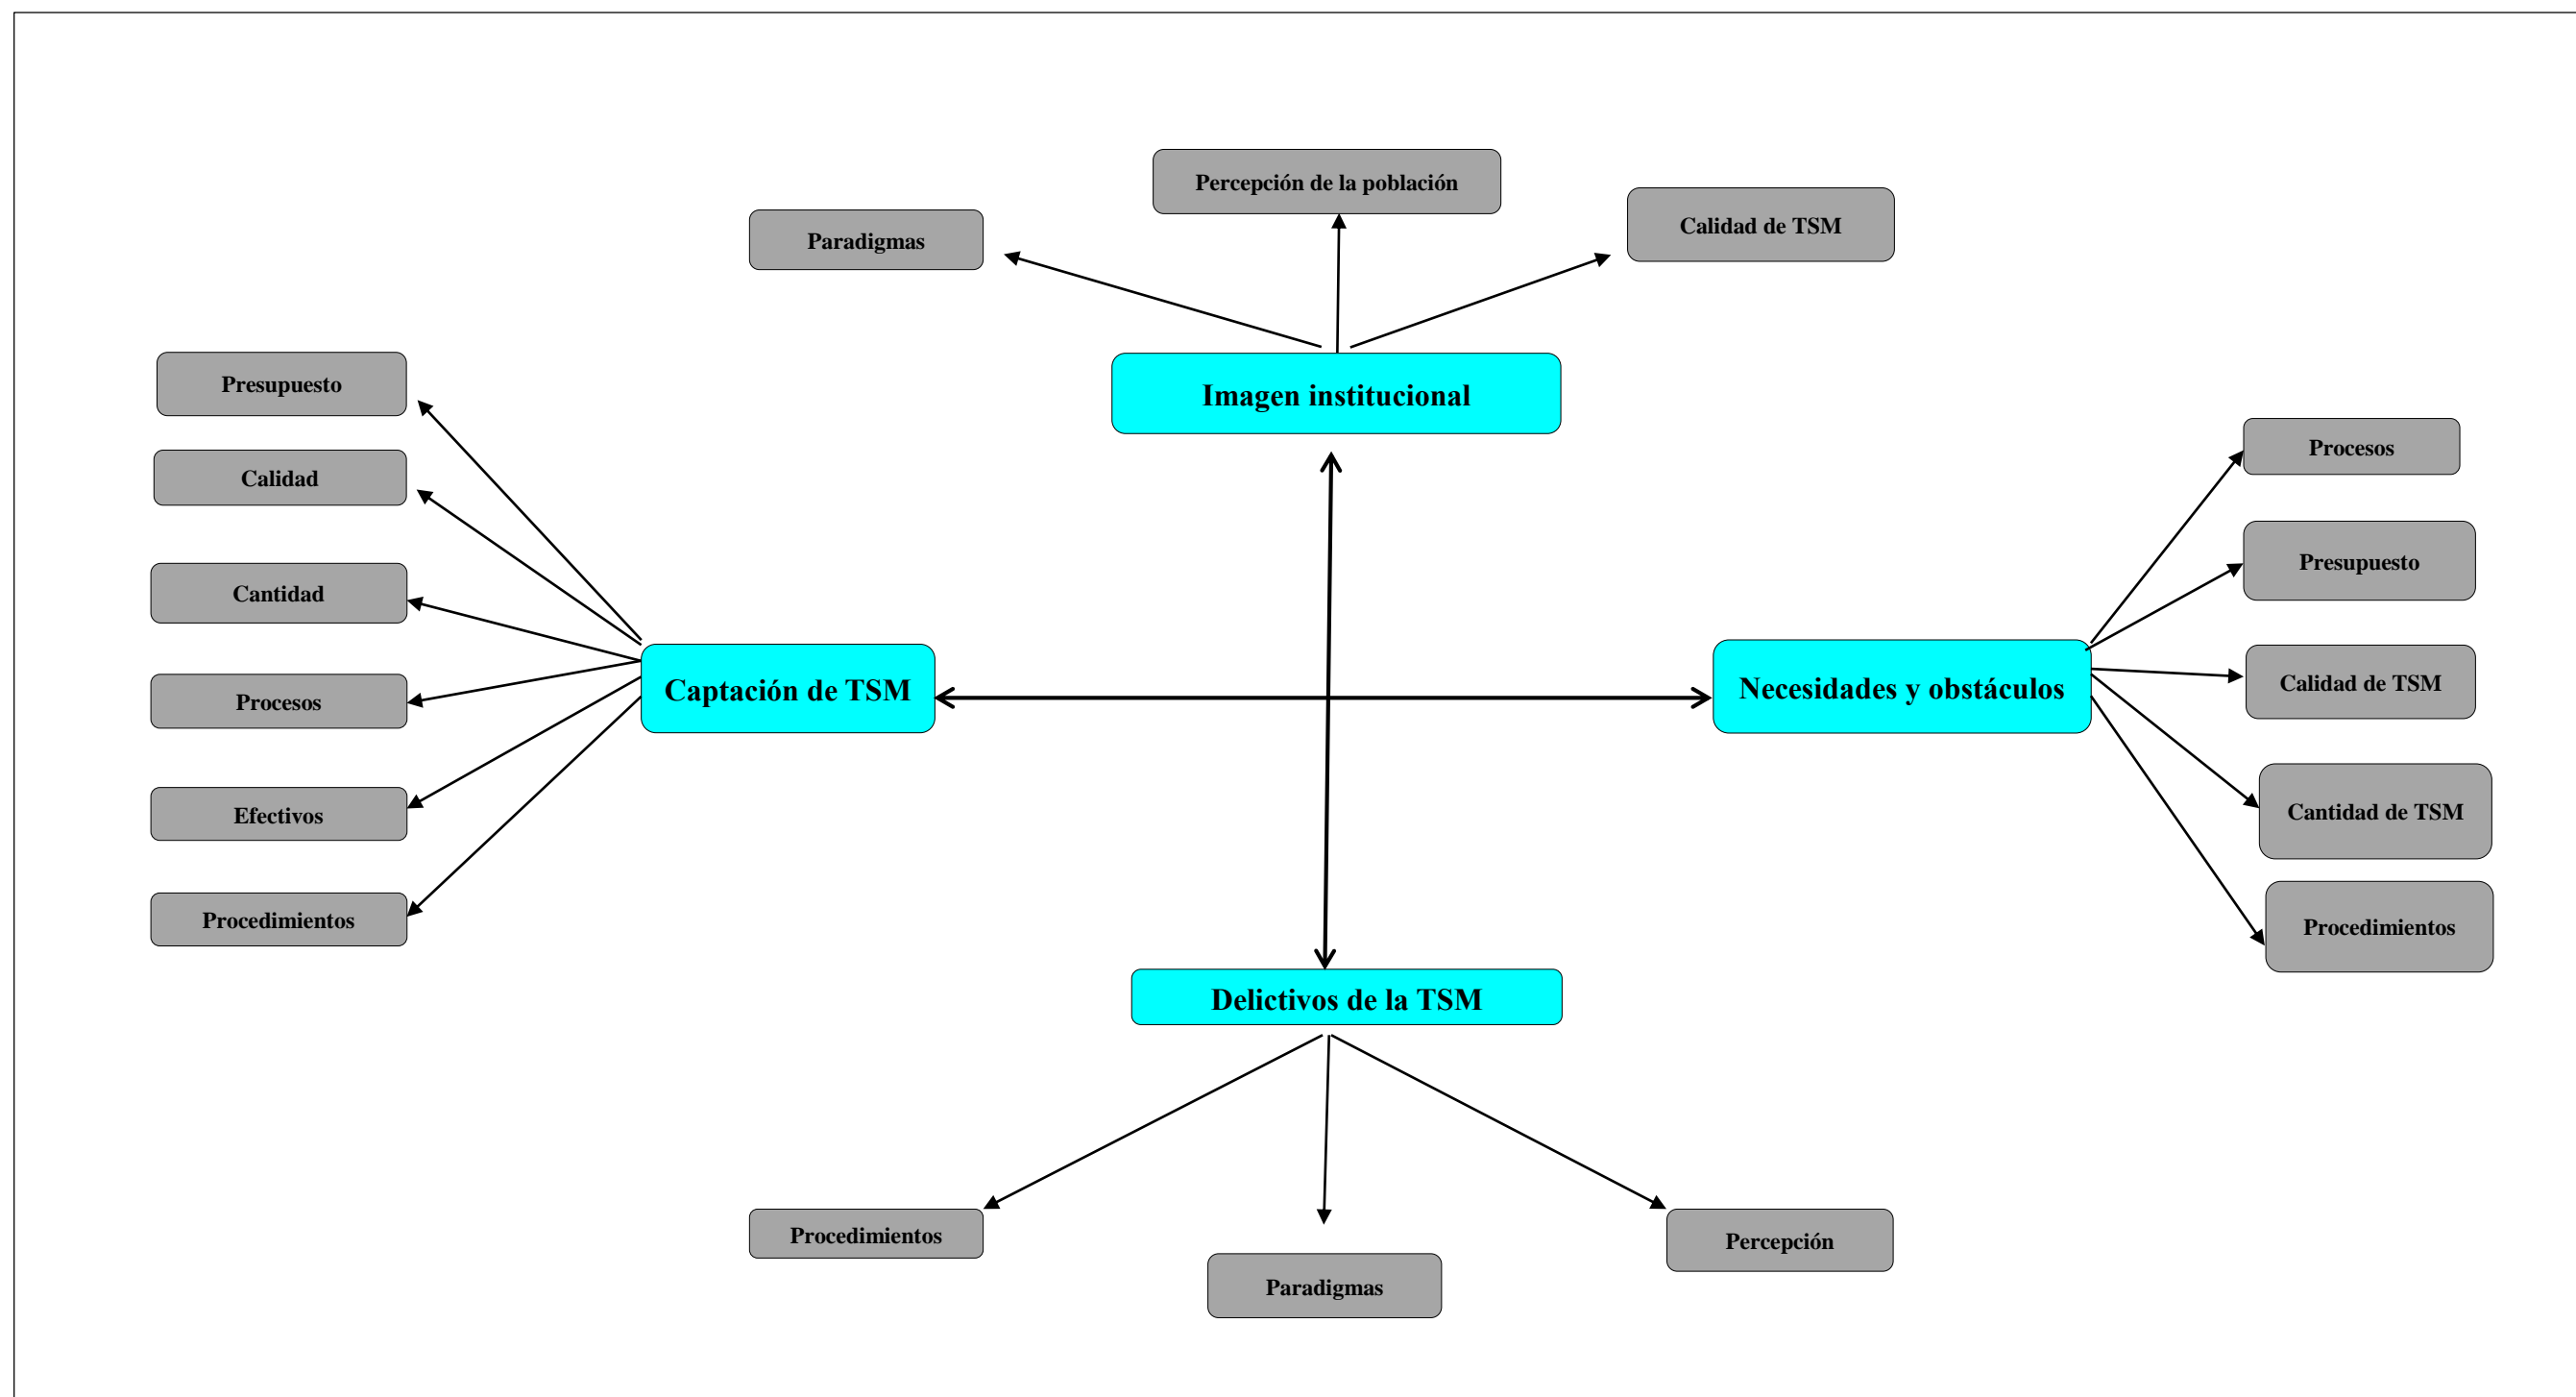 Percepción de la población
Paradigmas
Calidad de TSM
Imagen institucional
Presupuesto
Calidad
Cantidad
Procesos
Efectivos
Procedimientos
Captación de TSM
Necesidades y obstáculos
Procesos
Presupuesto
Calidad de TSM
Cantidad de TSM
Procedimientos
Delictivos de la TSM
Procedimientos
Paradigmas
Percepción